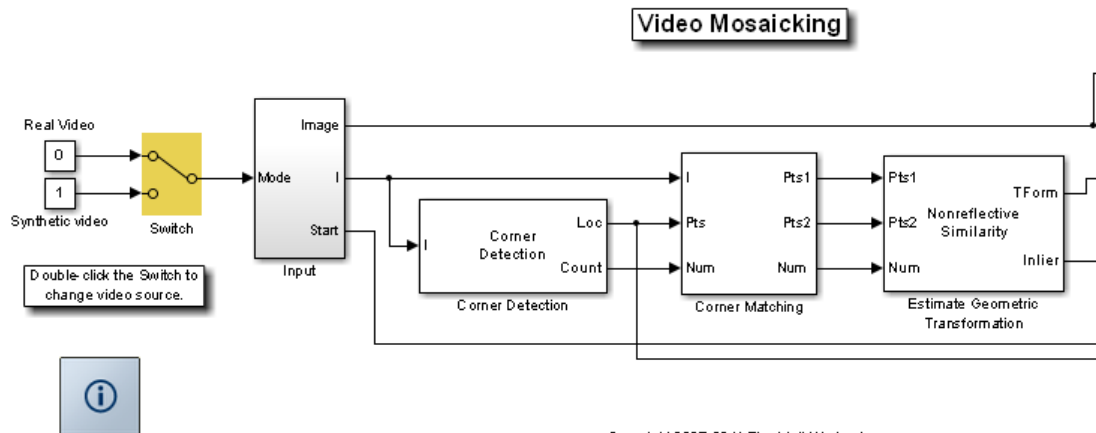 Video Mosaicking
Real Video
0
1
Synthetic video
Switch
Double-click the Switch to
change video source.
Mode
Image
I
Start
Input
I
Corner
Detection
Loc
Count
Corner Detection
I
Pts
Num
Pts1
Pts2
Num
Corner Matching
Pts1
Pts2
Num
Nonreflective
Similarity
TForm
Inlier
Estimate Geometric
Transformation